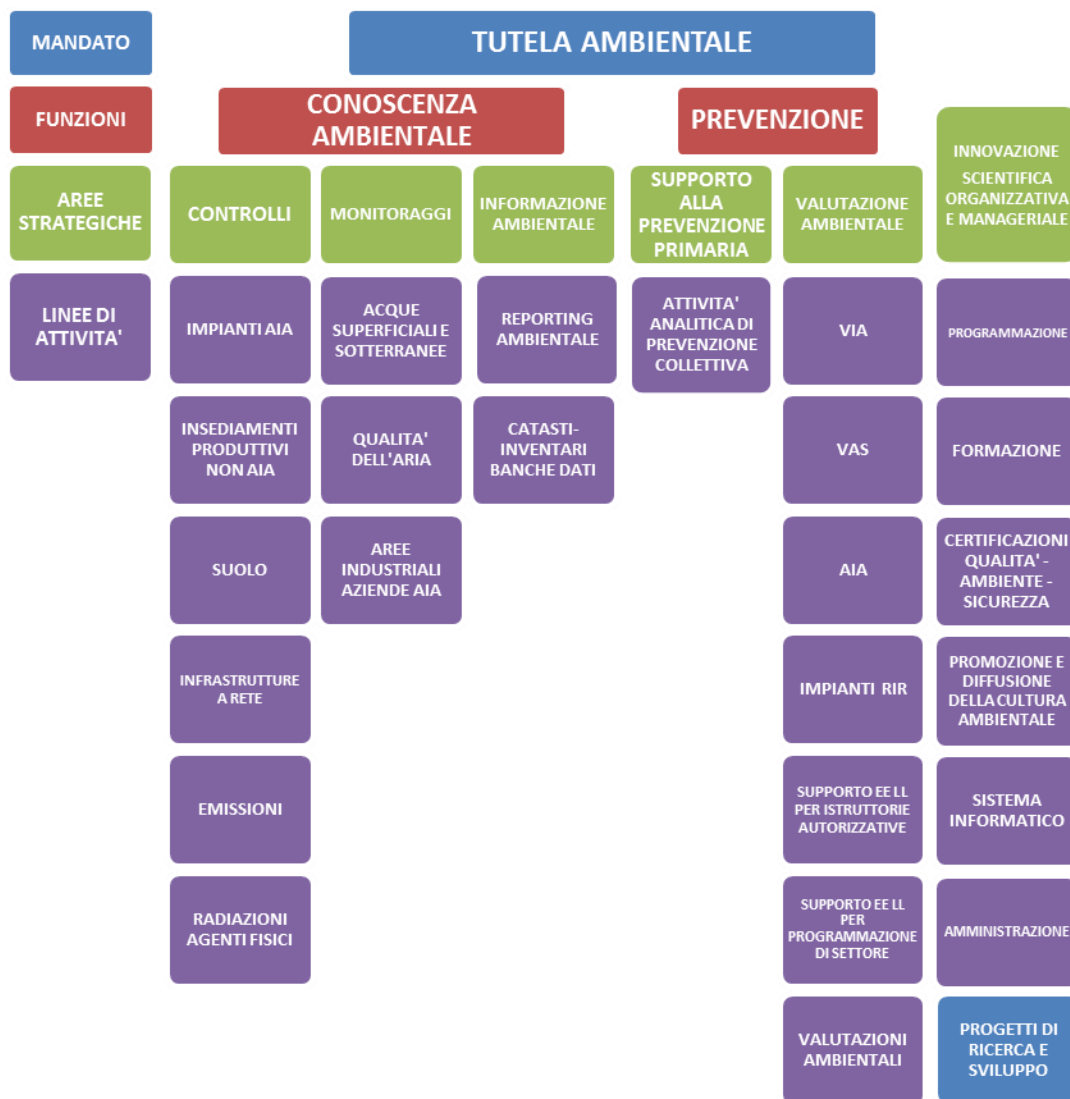 MANDATO
TUTELA AMBIENTALE
FUNZIONI
CONOSCENZA
AMBIENTALE
PREVENZIONE
AREE
STRATEGICHE
CONTROLLI
MONITORAGGI
INFORMAZIONE
AMBIENTALE
SUPPORTO
ALLA
PREVENZIONE
PRIMARIA
VALUTAZIONE
AMBIENTALE
INNOVAZIONE
SCIENTIFICA
ORGANIZZATIVA
E MANAGERIALE
LINEE DI
ATTIVITA'
IMPIANTI AIA
ACQUE
SUPERFICIALI E
SOTTERRANEE
REPORTING
AMBIENTALE
ATTIVITA'
ANALITICA DI
PREVENZIONE
COLLETTIVA
VIA
PROGRAMMAZIONE
INSEDIAMENTI
PRODUTTIVI
NON AIA
QUALITA'
DELL'ARIA
CATASTI-
INVENTARI
BANCHE DATI
VAS
FORMAZIONE
SUOLO
AREE
INDUSTRIALI
AZIENDE AIA
AIA
CERTIFICAZIONI
QUALITA' -
AMBIENTE -
SICUREZZA
INFRASTRUTTURE
A RETE
IMPIANTI RIR
PROMOZIONE E
DIFFUSIONE
DELLA CULTURA
AMBIENTALE
EMISSIONI
SUPPORTO EE LL
PER ISTRUTTORIE
AUTORIZZATIVE
SISTEMA
INFORMATICO
RADIAZIONI
AGENTI FISICI
SUPPORTO EE LL
PER
PROGRAMMAZIONE
DI SETTORE
AMMINISTRAZIONE
VALUTAZIONI
AMBIENTALI
PROGETTI DI
RICERCA E
SVILUPPO